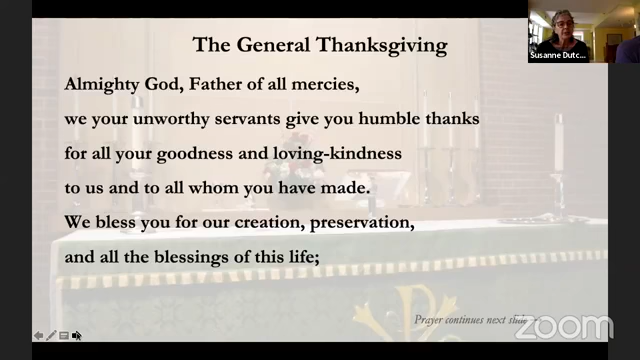 The General Thanksgiving
Almighty God, Father of all mercies,
we your unworthy servants give you humble thanks
for all your goodness and loving-kindness
to us and to all whom you have made.
We bless you for our creation, preservation,
and all the blessings of this life;
Prayer continues next slide
Susanne Dutc...
zoom